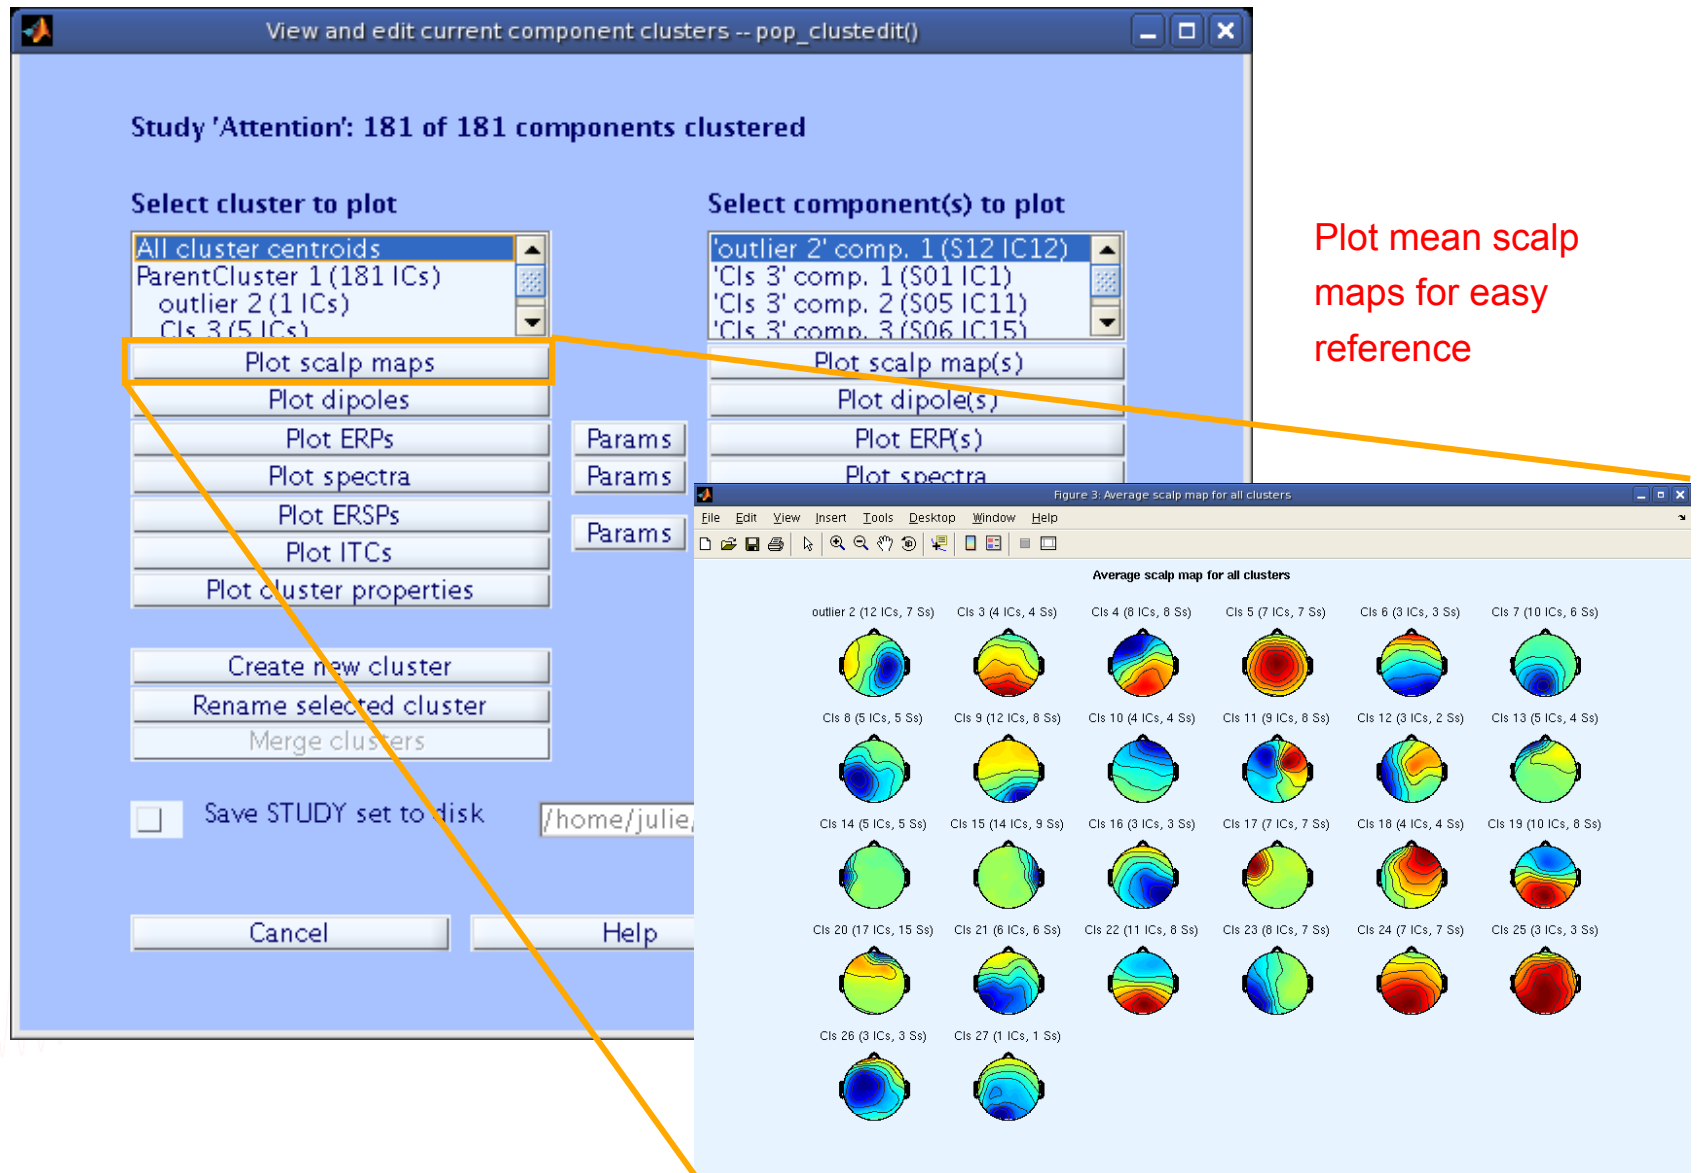 View and edit current component clusters -- pop_clustedit()
Study 'Attention': 181 of 181 components clustered
Select cluster to plot
Select component(s) to plot
All cluster centroids
ParentCluster 1 (181 ICs)
outlier 2 (1 ICs)
Cls 3 (5 ICs)
'outlier 2' comp. 1 (S12 IC12)
'Cls 3' comp. 1 (S01 IC1)
'Cls 3' comp. 2 (S05 IC11)
'Cls 3' comp. 3 (S06 IC15)
Plot mean scalp
maps for easy
reference
Plot scalp maps
Plot scalp map(s)
Plot dipoles
Plot dipole(s)
Plot ERPs
Params
Plot ERP(s)
Plot spectra
Params
Plot spectra
Plot ERSPs
Params
Plot ITCs
Plot cluster properties
Create new cluster
Rename selected cluster
Merge clusters
Save STUDY set to disk
/home/julie/
Cancel
Help
Figure 3: Average scalp map for all clusters
File Edit View Insert Tools Desktop Window Help
Average scalp map for all clusters
outlier 2 (12 ICs, 7 Ss) Cls 3 (4 ICs, 4 Ss) Cls 4 (8 ICs, 8 Ss) Cls 5 (7 ICs, 7 Ss) Cls 6 (3 ICs, 3 Ss) Cls 7 (10 ICs, 6 Ss)
Cls 8 (5 ICs, 5 Ss) Cls 9 (12 ICs, 8 Ss) Cls 10 (4 ICs, 4 Ss) Cls 11 (9 ICs, 8 Ss) Cls 12 (3 ICs, 2 Ss) Cls 13 (5 ICs, 4 Ss)
Cls 14 (5 ICs, 5 Ss) Cls 15 (14 ICs, 9 Ss) Cls 16 (3 ICs, 3 Ss) Cls 17 (7 ICs, 7 Ss) Cls 18 (4 ICs, 4 Ss) Cls 19 (10 ICs, 8 Ss)
Cls 20 (17 ICs, 15 Ss) Cls 21 (6 ICs, 6 Ss) Cls 22 (11 ICs, 8 Ss) Cls 23 (8 ICs, 7 Ss) Cls 24 (7 ICs, 7 Ss) Cls 25 (3 ICs, 3 Ss)
Cls 26 (3 ICs, 3 Ss) Cls 27 (1 ICs, 1 Ss)